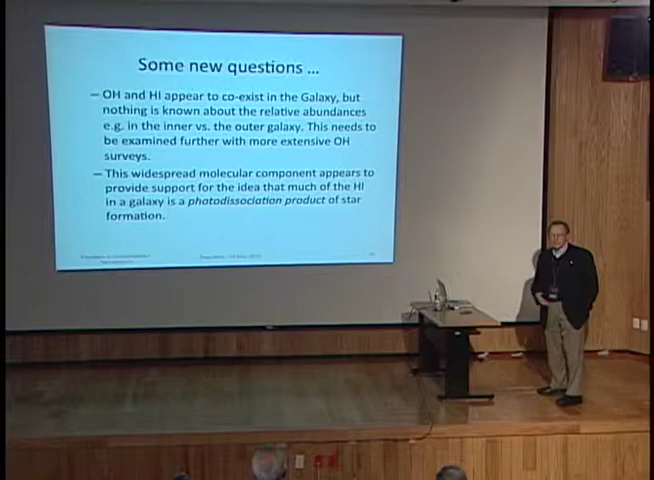 Some new questions ...
– OH and HI appear to co-exist in the Galaxy, but
nothing is known about the relative abundances
e.g. in the inner vs. the outer galaxy. This needs to
be examined further with more extensive OH
surveys.
– This widespread molecular component appears to
provide support for the idea that much of the HI
in a galaxy is a photodissociation product of star
formation.